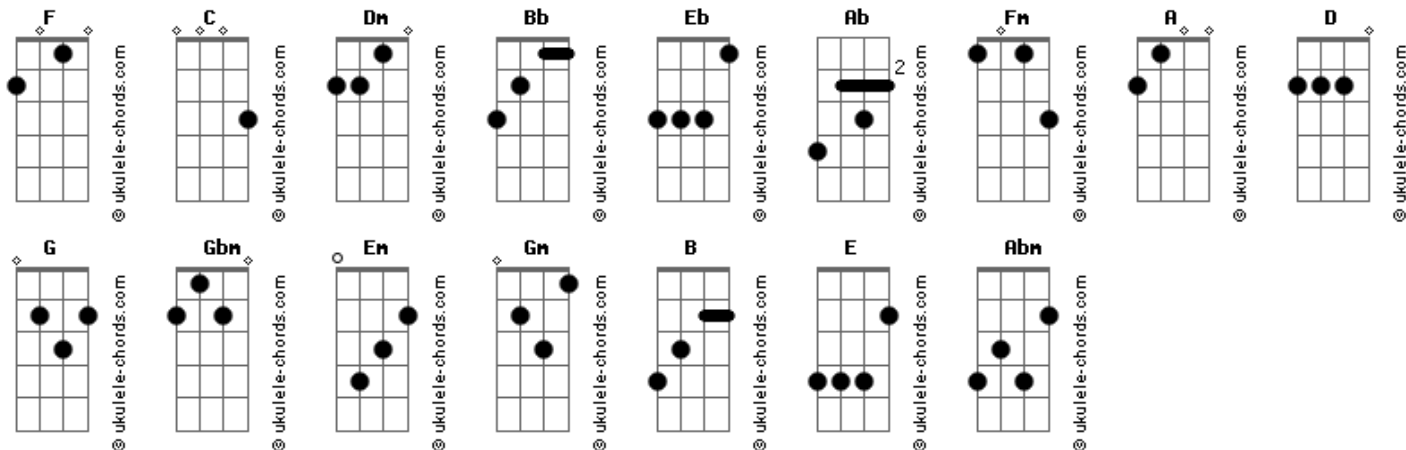 F C Dm Bb Eb Ab Fm A D
2
© ukulele-chords.com © ukulele-chords.com © ukulele-chords.com © ukulele-chords.com © ukulele-chords.com © ukulele-chords.com © ukulele-chords.com © ukulele-chords.com © ukulele-chords.com
G Gbm Em Gm B E Abm
© ukulele-chords.com © ukulele-chords.com © ukulele-chords.com © ukulele-chords.com © ukulele-chords.com © ukulele-chords.com © ukulele-chords.com